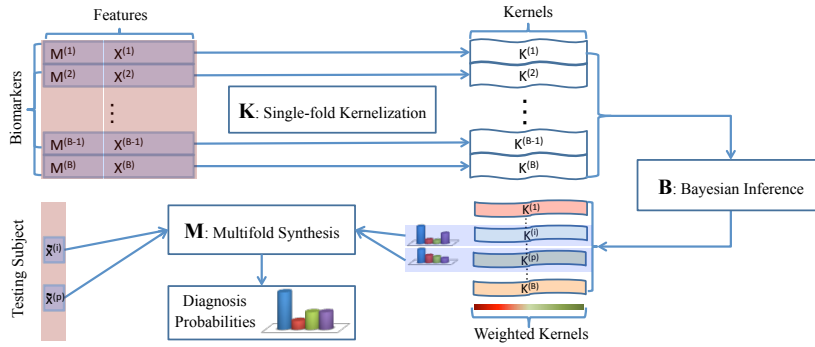 Features
Kernels
Biomarkers
M(1) X(1)
M(2) X(2)
⋮
M(B-1) X(B-1)
M(B) X(B)
K: Single-fold Kernelization
K(1)
K(2)
⋮
K(B-1)
K(B)
B: Bayesian Inference
Testing Subject
x̃(i)
x̃(p)
M: Multifold Synthesis
Diagnosis
Probabilities
K(1)
K(i)
K(p)
K(B)
Weighted Kernels